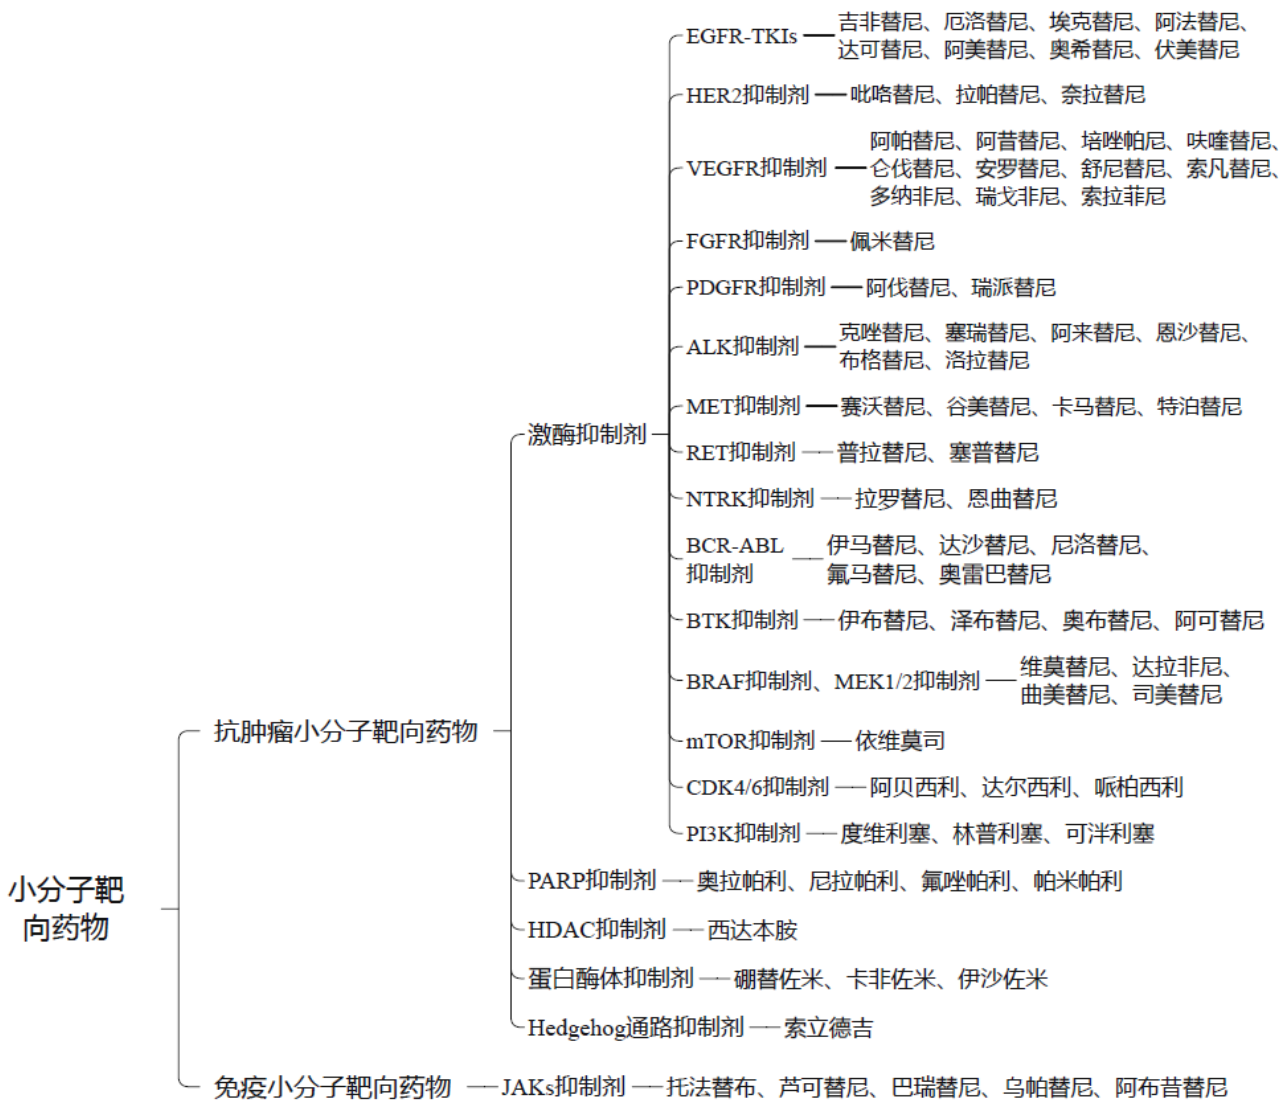 小分子靶
向药物
抗肿瘤小分子靶向药物
激酶抑制剂
EGFR-TKIs
吉非替尼、厄洛替尼、埃克替尼、阿法替尼、
达可替尼、阿美替尼、奥希替尼、伏美替尼
HER2抑制剂
吡咯替尼、拉帕替尼、奈拉替尼
VEGFR抑制剂
阿帕替尼、阿昔替尼、培唑帕尼、呋喹替尼、
仑伐替尼、安罗替尼、舒尼替尼、索凡替尼、
多纳非尼、瑞戈非尼、索拉菲尼
FGFR抑制剂
佩米替尼
PDGFR抑制剂
阿伐替尼、瑞派替尼
ALK抑制剂
克唑替尼、塞瑞替尼、阿来替尼、恩沙替尼、
布格替尼、洛拉替尼
MET抑制剂
赛沃替尼、谷美替尼、卡马替尼、特泊替尼
RET抑制剂
普拉替尼、塞普替尼
NTRK抑制剂
拉罗替尼、恩曲替尼
BCR-ABL
抑制剂
伊马替尼、达沙替尼、尼洛替尼、
氟马替尼、奥雷巴替尼
BTK抑制剂
伊布替尼、泽布替尼、奥布替尼、阿可替尼
BRAF抑制剂、MEK1/2抑制剂
维莫替尼、达拉非尼、
曲美替尼、司美替尼
mTOR抑制剂
依维莫司
CDK4/6抑制剂
阿贝西利、达尔西利、哌柏西利
PI3K抑制剂
度维利塞、林普利塞、可泮利塞
PARP抑制剂
奥拉帕利、尼拉帕利、氟唑帕利、帕米帕利
HDAC抑制剂
西达本胺
蛋白酶体抑制剂
硼替佐米、卡非佐米、伊沙佐米
Hedgehog通路抑制剂
索立德吉
免疫小分子靶向药物
JAKs抑制剂
托法替布、芦可替尼、巴瑞替尼、乌帕替尼、阿布昔替尼